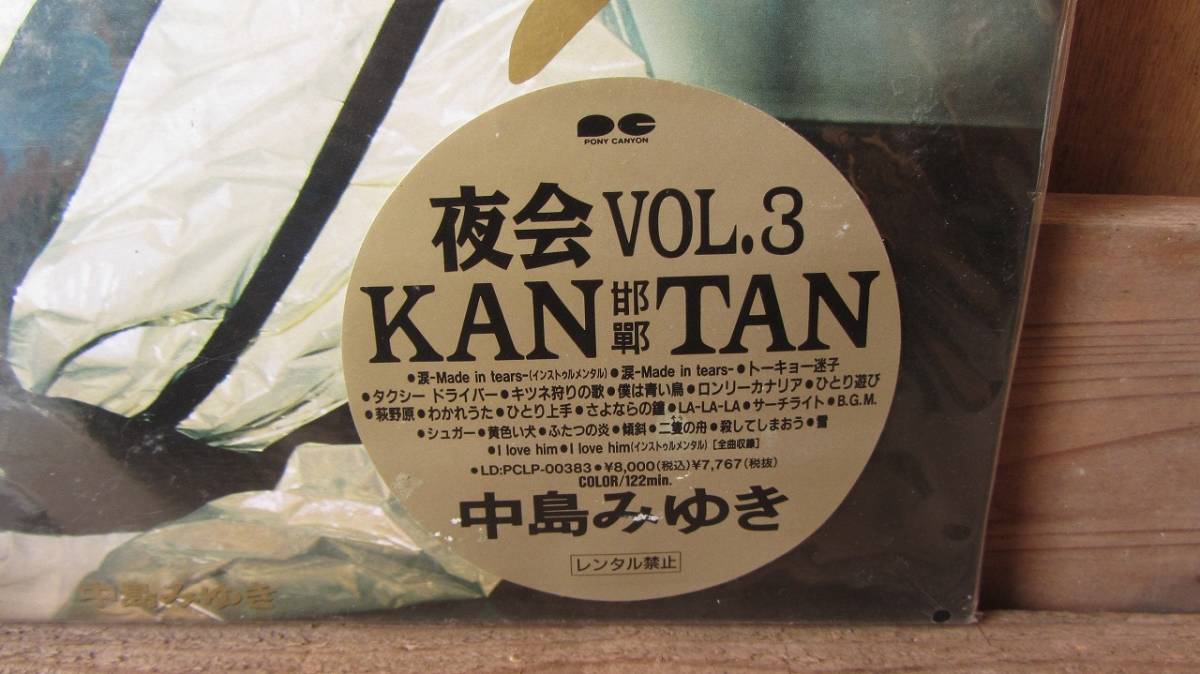 PONY CANYON
夜会 VOL.3
KAN邯鄲TAN
●涙-Made in tears-(インストゥルメンタル)●涙-Made in tears-●トーキョー迷子
●タクシー ドライバー●キツネ狩りの歌●僕は青い鳥●ロンリーカナリア●ひとり遊び
●萩野原●わかれうた●ひとり上手●さよならの鐘●LA-LA-LA●サーチライト●B.G.M.
●シュガー●黄色い犬●ふたつの炎●傾斜●二隻の舟●殺してしまおう●雪
●I love him●I love him(インストゥルメンタル)[全曲収録]
●LD:PCLP-00383●¥8,000(税込)¥7,767(税抜)
COLOR/122min.
中島みゆき
レンタル禁止
中島みゆき